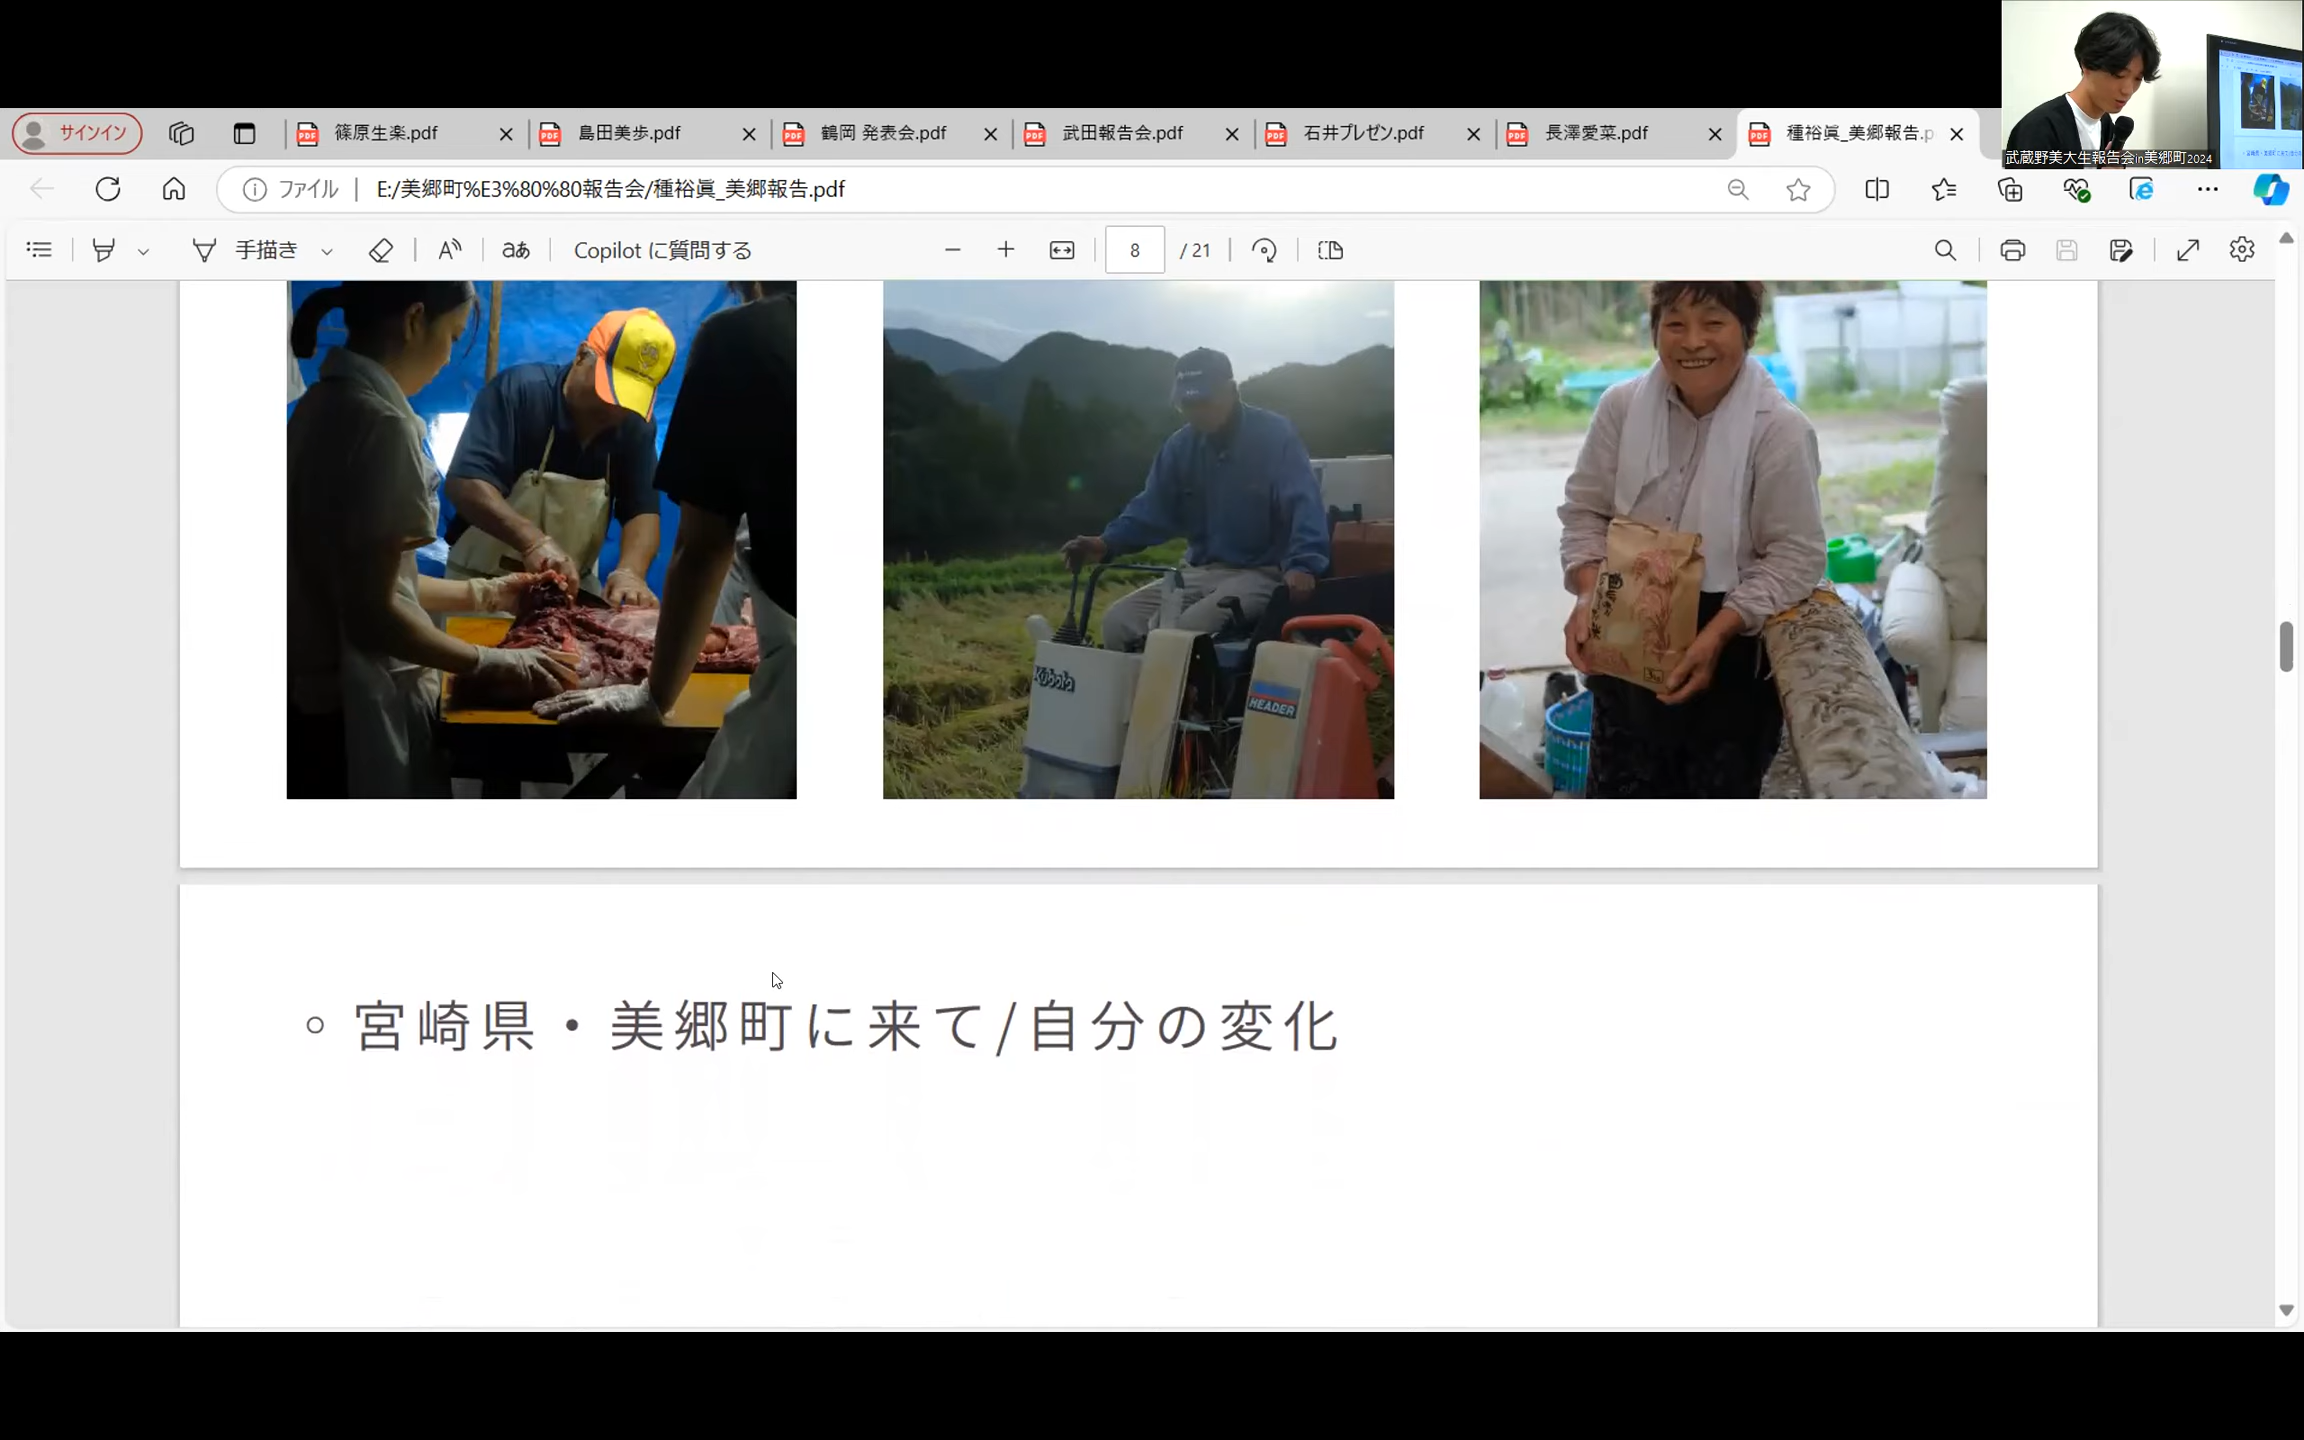 サインイン
篠原生楽.pdf
島田美歩.pdf
鶴岡 発表会.pdf
武田報告会.pdf
石井プレゼン.pdf
長澤愛菜.pdf
種裕眞_美郷報告.p
武蔵野美大生報告会in美郷町2024
ファイル
E:/美郷町%E3%80%80報告会/種裕眞_美郷報告.pdf
手描き
aあ
Copilot に質問する
8
/ 21
Kubota
HEADER
宮崎県・美郷町に来て/自分の変化